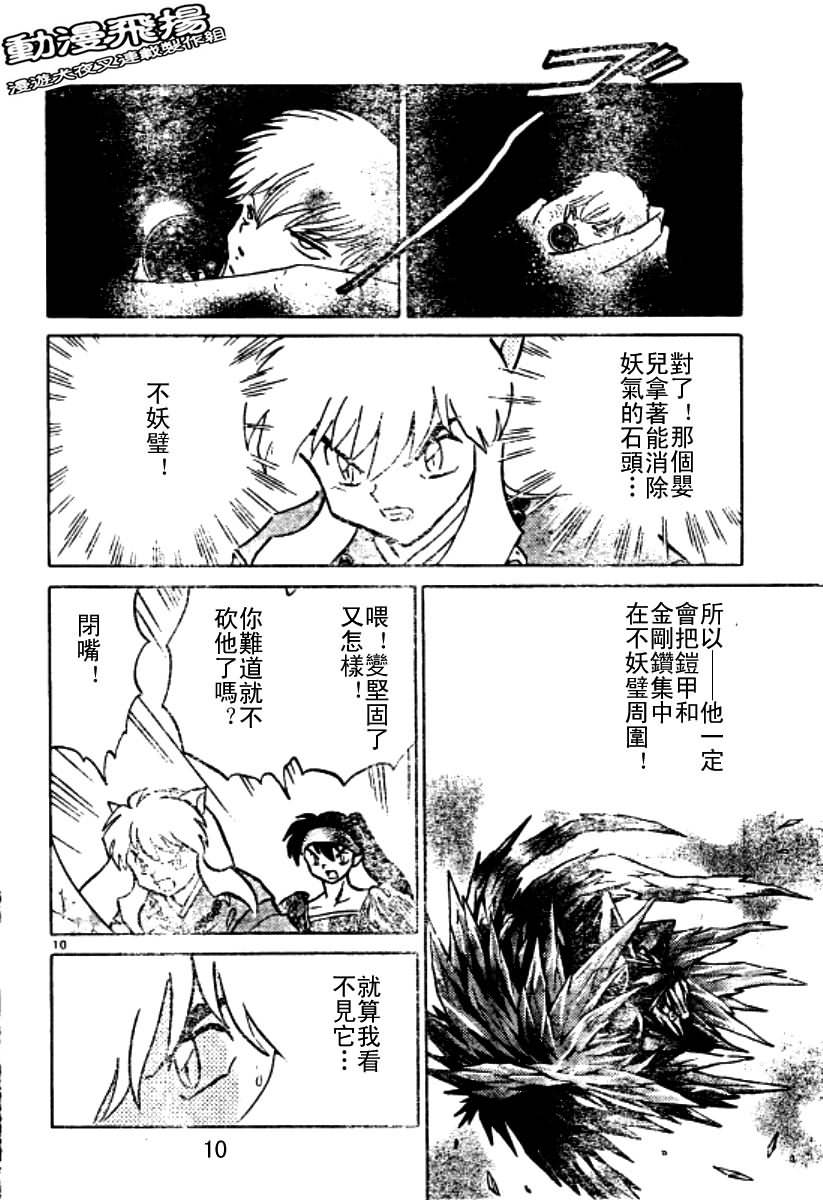 動漫飛揚
漫遊犬夜叉連載製作組
對了！那個嬰
兒拿著能消除
妖氣的石頭…
不妖璧！
所以——他一定
會把鎧甲和
金剛鑽集中
在不妖璧周圍！
喂！變堅固了
又怎樣！
你難道就不
砍他了嗎？
閉嘴！
10
就算我看
不見它…
10